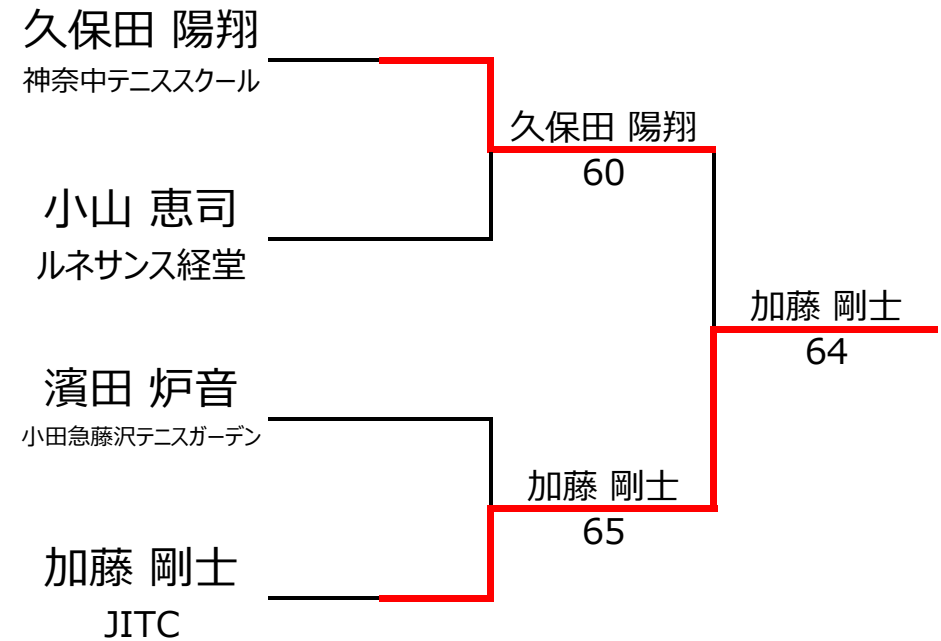 久保田 陽翔
神奈中テニススクール
久保田 陽翔
60
小山 恵司
ルネサンス経堂
加藤 剛士
64
濱田 炉音
小田急藤沢テニスガーデン
加藤 剛士
65
加藤 剛士
JITC